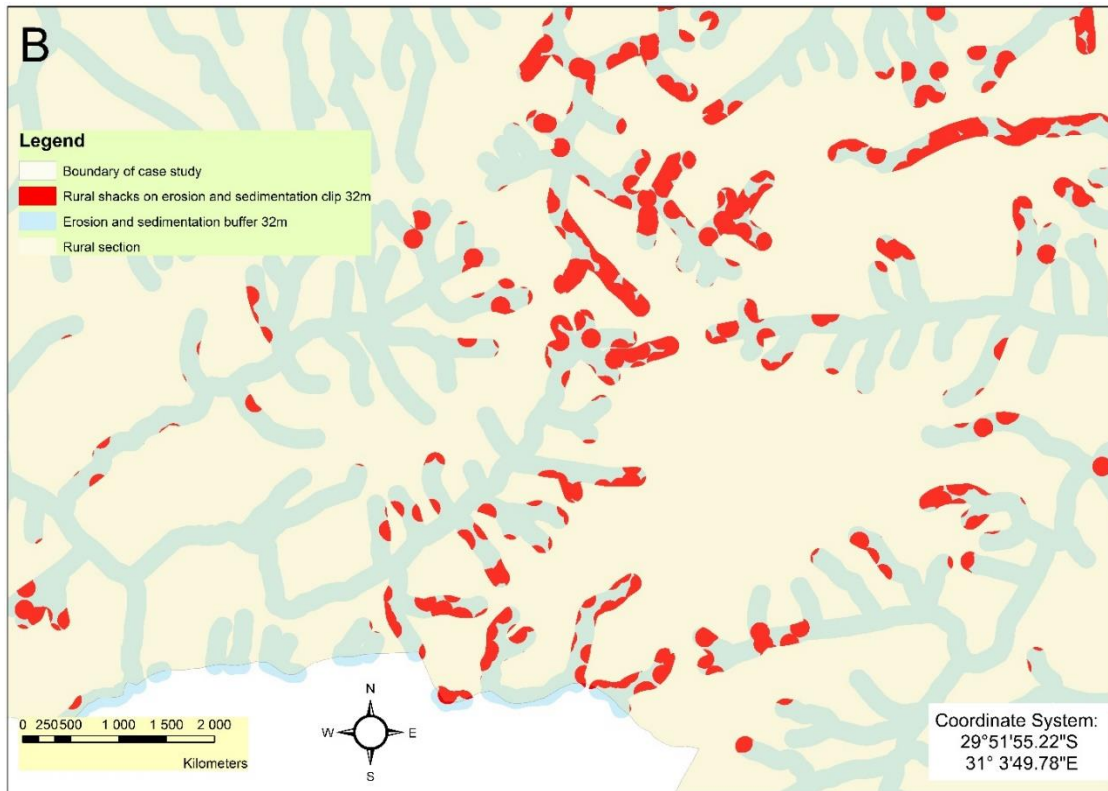 B
Legend
Boundary of case study
Rural shacks on erosion and sedimentation clip 32m
Erosion and sedimentation buffer 32m
Rural section
N
W E
S
0 250 500 1 000 1 500 2 000
Kilometers
Coordinate System:
29°51'55.22"S
31° 3'49.78"E